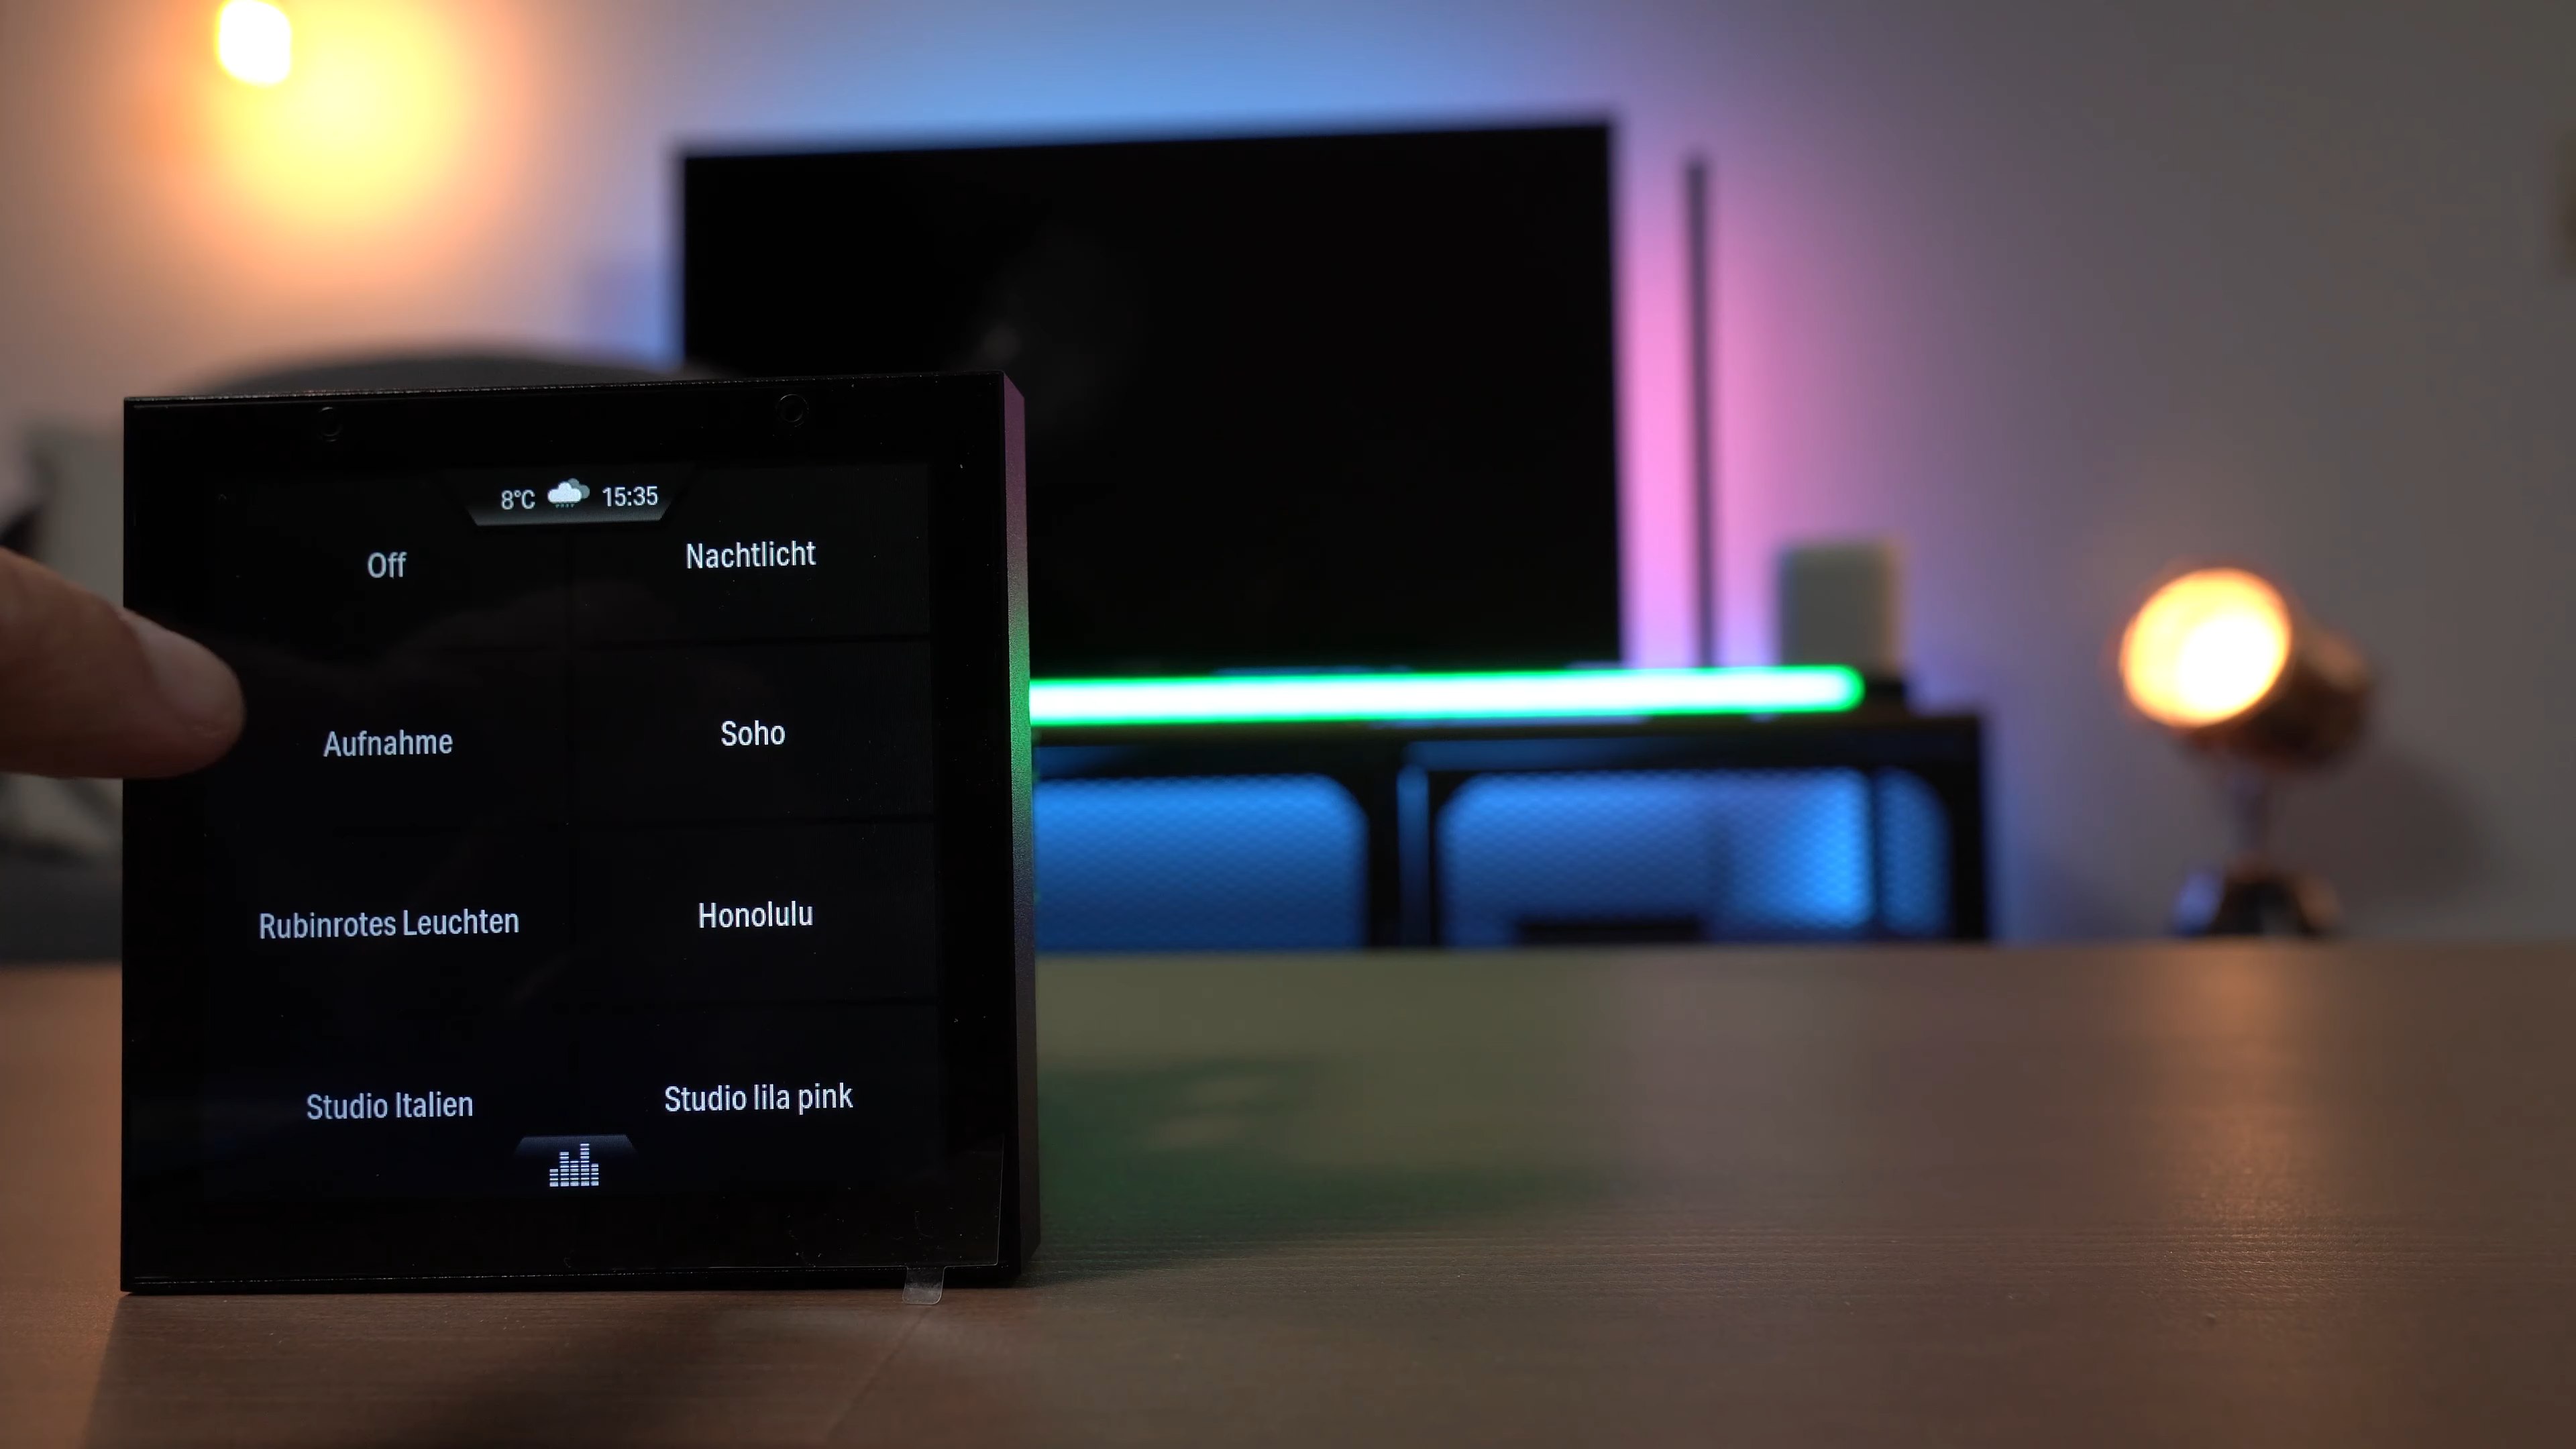 8°C 15:35
Off
Nachtlicht
Aufnahme
Soho
Rubinrotes Leuchten
Honolulu
Studio Italien
Studio lila pink